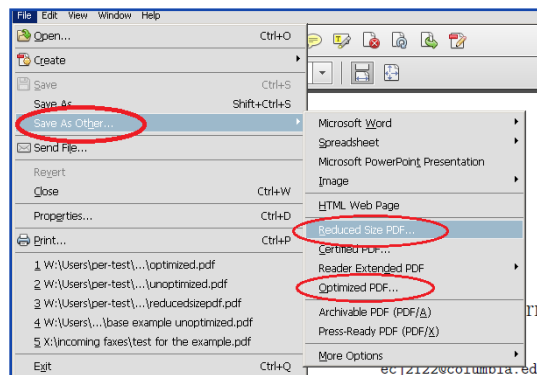 File Edit View Window Help
Open... Ctrl+O
Create
Save Ctrl+S
Save As Shift+Ctrl+S
Save As Other...
Send File...
Revert
Close Ctrl+W
Properties... Ctrl+D
Print... Ctrl+P
1 W:\Users\per-test\...\optimized.pdf
2 W:\Users\per-test\...\unoptimized.pdf
3 W:\Users\per-test\...\reducedsizepdf.pdf
4 W:\Users\...\base example unoptimized.pdf
5 X:\incoming faxes\test for the example.pdf
Exit Ctrl+Q
Microsoft Word
Spreadsheet
Microsoft PowerPoint Presentation
Image
HTML Web Page
Reduced Size PDF...
Certified PDF...
Reader Extended PDF
Optimized PDF...
Archivable PDF (PDF/A)
Press-Ready PDF (PDF/X)
More Options
ecj2122@columbia.ed